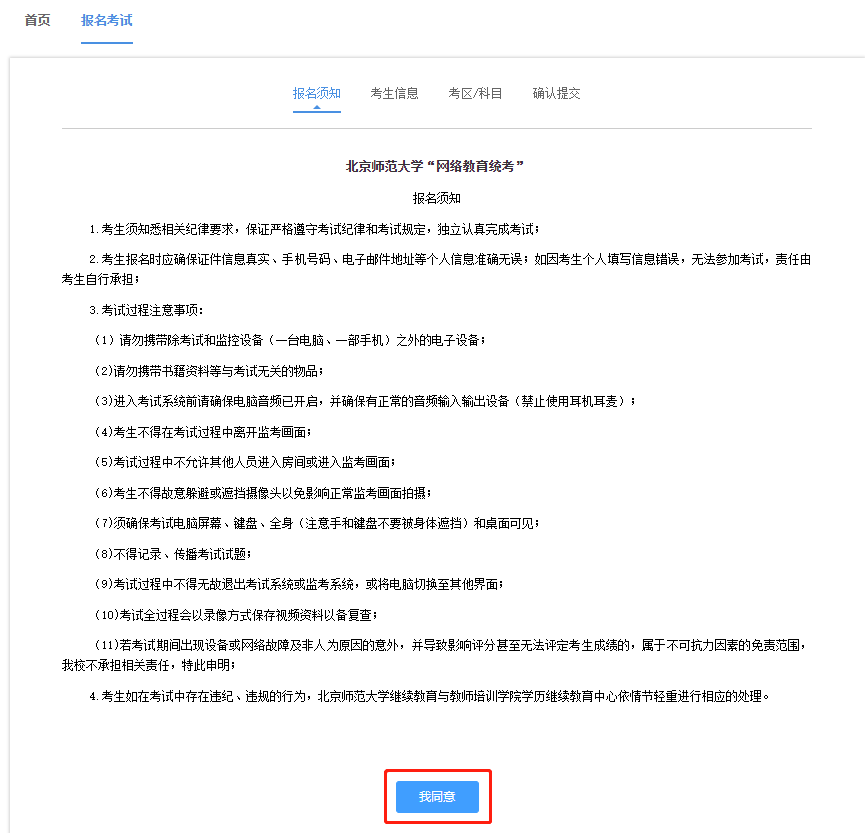 首页 报名考试
报名须知 考生信息 考区/科目 确认提交
北京师范大学“网络教育统考”
报名须知
1.考生须知悉相关纪律要求，保证严格遵守考试纪律和考试规定，独立认真完成考试；
2.考生报名时应确保证件信息真实、手机号码、电子邮件地址等个人信息准确无误；如因考生个人填写信息错误，无法参加考试，责任由
考生自行承担；
3.考试过程注意事项：
（1）请勿携带除考试和监控设备（一台电脑、一部手机）之外的电子设备；
(2)请勿携带书籍资料等与考试无关的物品；
(3)进入考试系统前请确保电脑音频已开启，并确保有正常的音频输入输出设备（禁止使用耳机耳麦）；
(4)考生不得在考试过程中离开监考画面；
(5)考试过程中不允许其他人员进入房间或进入监考画面；
(6)考生不得故意躲避或遮挡摄像头以免影响正常监考画面拍摄；
(7)须确保考试电脑屏幕、键盘、全身（注意手和键盘不要被身体遮挡）和桌面可见；
(8)不得记录、传播考试试题；
(9)考试过程中不得无故退出考试系统或监考系统，或将电脑切换至其他界面；
(10)考试全过程会以录像方式保存视频资料以备复查；
(11)若考试期间出现设备或网络故障及非人为原因的意外，并导致影响评分甚至无法评定考生成绩的，属于不可抗力因素的免责范围，
我校不承担相关责任，特此申明；
4.考生如在考试中存在违纪、违规的行为，北京师范大学继续教育与教师培训学院学历继续教育中心依情节轻重进行相应的处理。
我同意